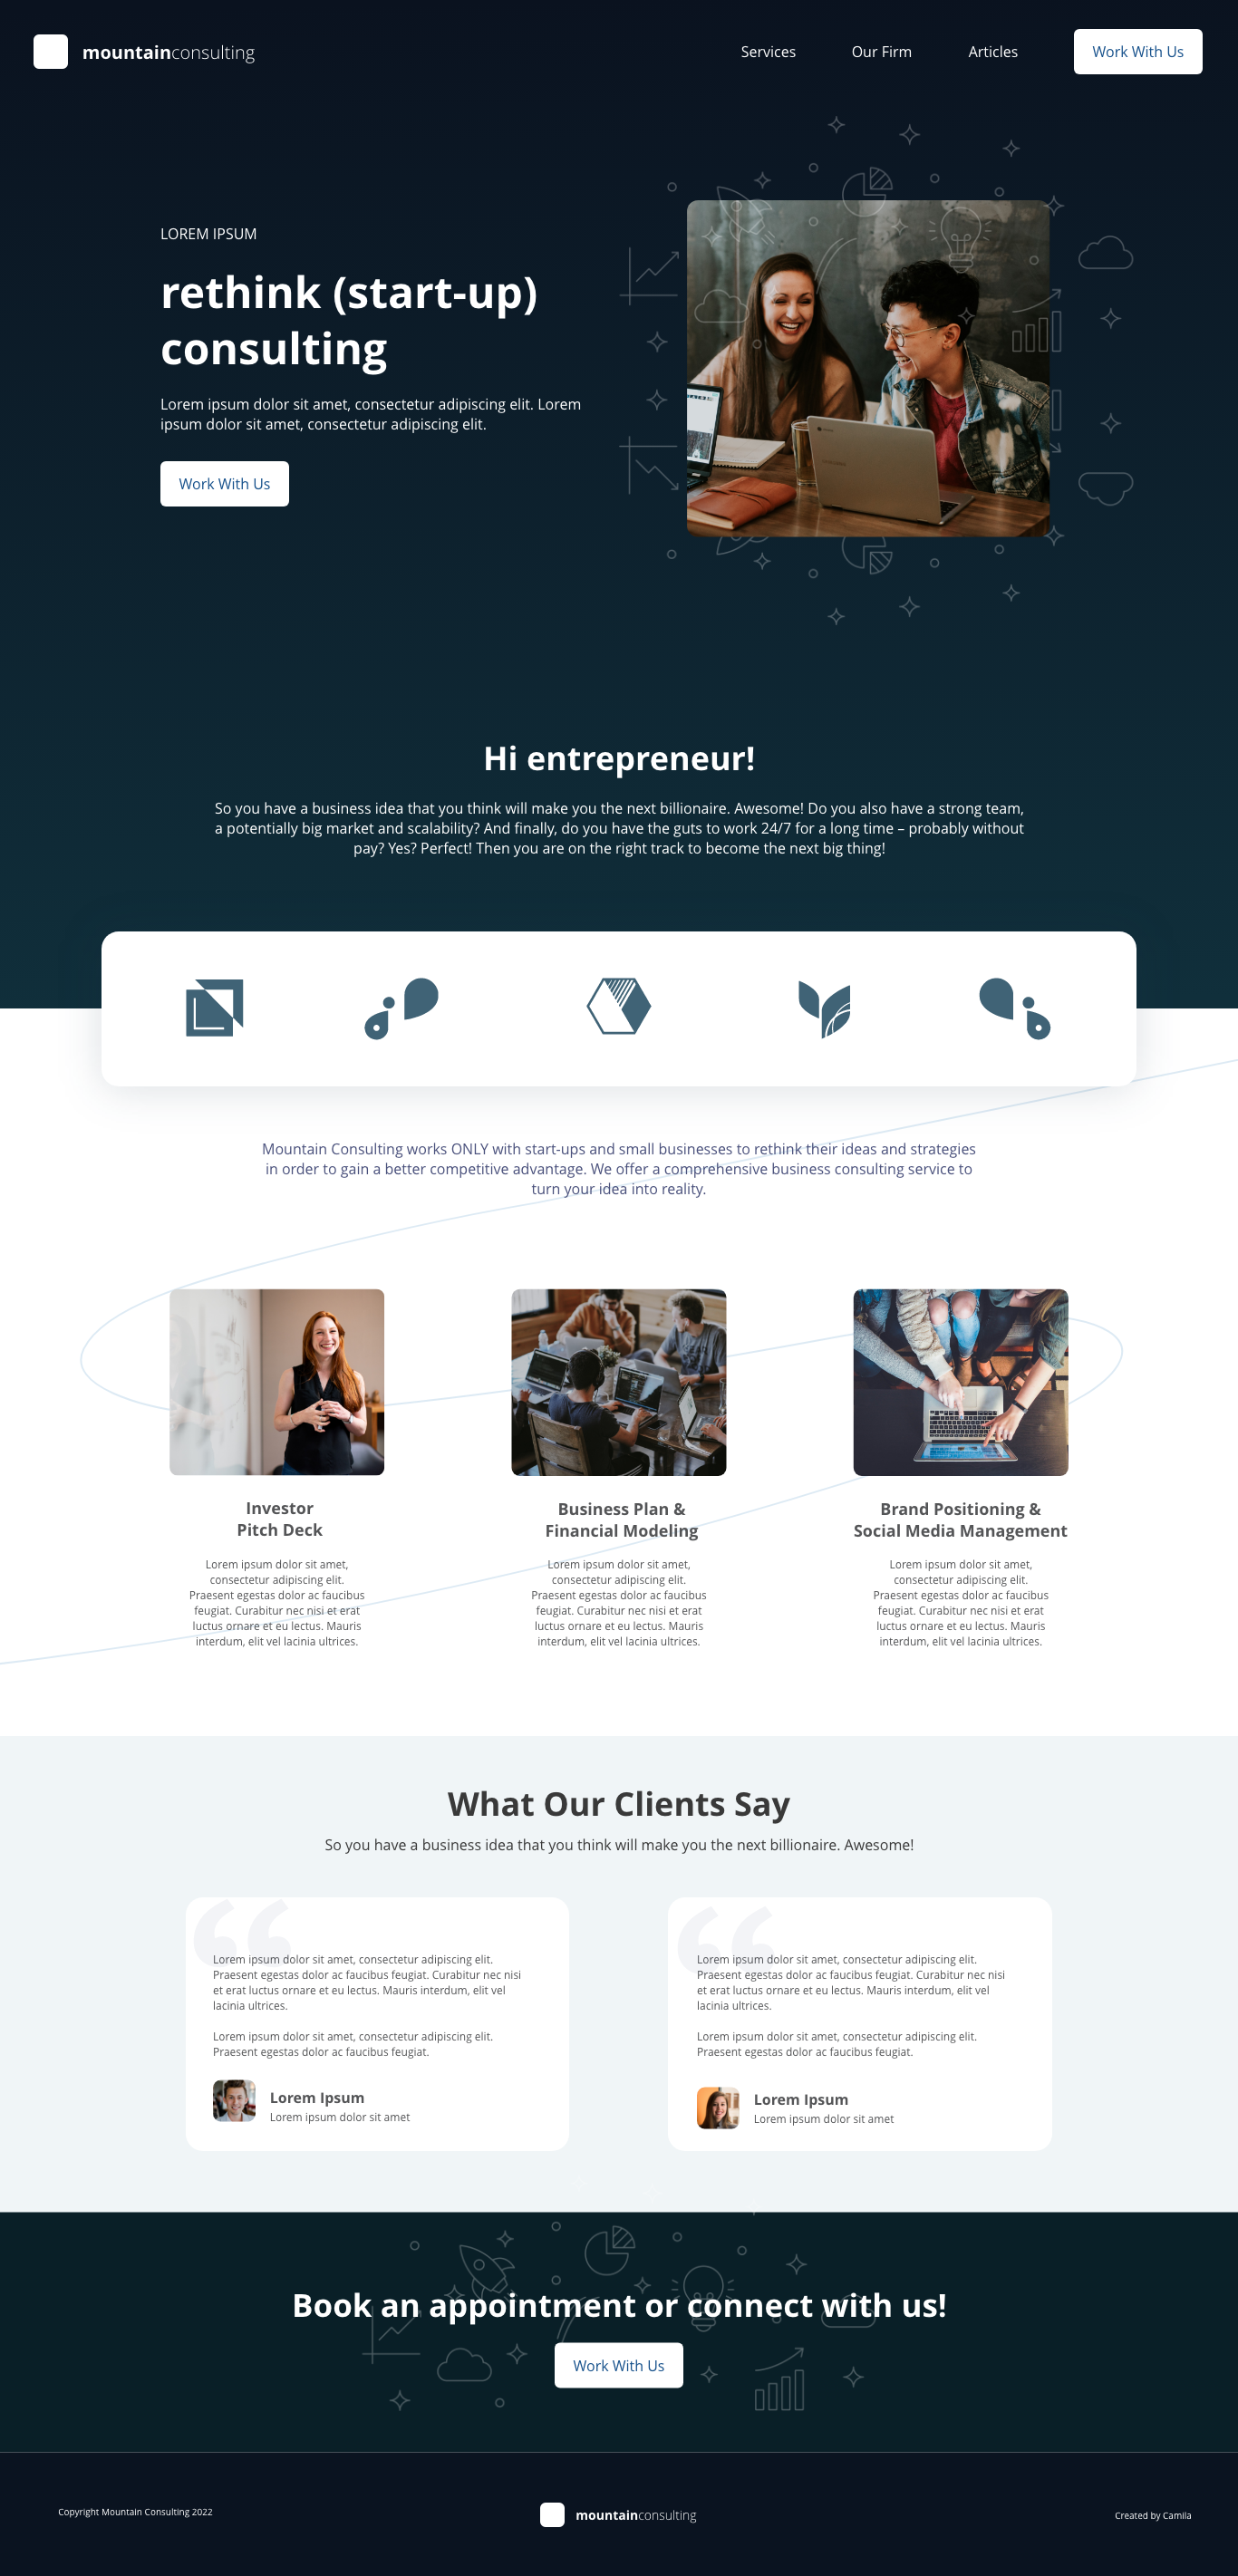 mountainconsulting
Services
Our Firm
Articles
Work With Us
LOREM IPSUM
rethink (start-up)
consulting
Lorem ipsum dolor sit amet, consectetur adipiscing elit. Lorem
ipsum dolor sit amet, consectetur adipiscing elit.
Work With Us
Hi entrepreneur!
So you have a business idea that you think will make you the next billionaire. Awesome! Do you also have a strong team,
a potentially big market and scalability? And finally, do you have the guts to work 24/7 for a long time – probably without
pay? Yes? Perfect! Then you are on the right track to become the next big thing!
Mountain Consulting works ONLY with start-ups and small businesses to rethink their ideas and strategies
in order to gain a better competitive advantage. We offer a comprehensive business consulting service to
turn your idea into reality.
Investor
Pitch Deck
Lorem ipsum dolor sit amet,
consectetur adipiscing elit.
Praesent egestas dolor ac faucibus
feugiat. Curabitur nec nisi et erat
luctus ornare et eu lectus. Mauris
interdum, elit vel lacinia ultrices.
Business Plan &
Financial Modeling
Lorem ipsum dolor sit amet,
consectetur adipiscing elit.
Praesent egestas dolor ac faucibus
feugiat. Curabitur nec nisi et erat
luctus ornare et eu lectus. Mauris
interdum, elit vel lacinia ultrices.
Brand Positioning &
Social Media Management
Lorem ipsum dolor sit amet,
consectetur adipiscing elit.
Praesent egestas dolor ac faucibus
feugiat. Curabitur nec nisi et erat
luctus ornare et eu lectus. Mauris
interdum, elit vel lacinia ultrices.
What Our Clients Say
So you have a business idea that you think will make you the next billionaire. Awesome!
Lorem ipsum dolor sit amet, consectetur adipiscing elit.
Praesent egestas dolor ac faucibus feugiat. Curabitur nec nisi
et erat luctus ornare et eu lectus. Mauris interdum, elit vel
lacinia ultrices.
Lorem ipsum dolor sit amet, consectetur adipiscing elit.
Praesent egestas dolor ac faucibus feugiat.
Lorem Ipsum
Lorem ipsum dolor sit amet
Lorem ipsum dolor sit amet, consectetur adipiscing elit.
Praesent egestas dolor ac faucibus feugiat. Curabitur nec nisi
et erat luctus ornare et eu lectus. Mauris interdum, elit vel
lacinia ultrices.
Lorem ipsum dolor sit amet, consectetur adipiscing elit.
Praesent egestas dolor ac faucibus feugiat.
Lorem Ipsum
Lorem ipsum dolor sit amet
Book an appointment or connect with us!
Work With Us
Copyright Mountain Consulting 2022
mountainconsulting
Created by Camila